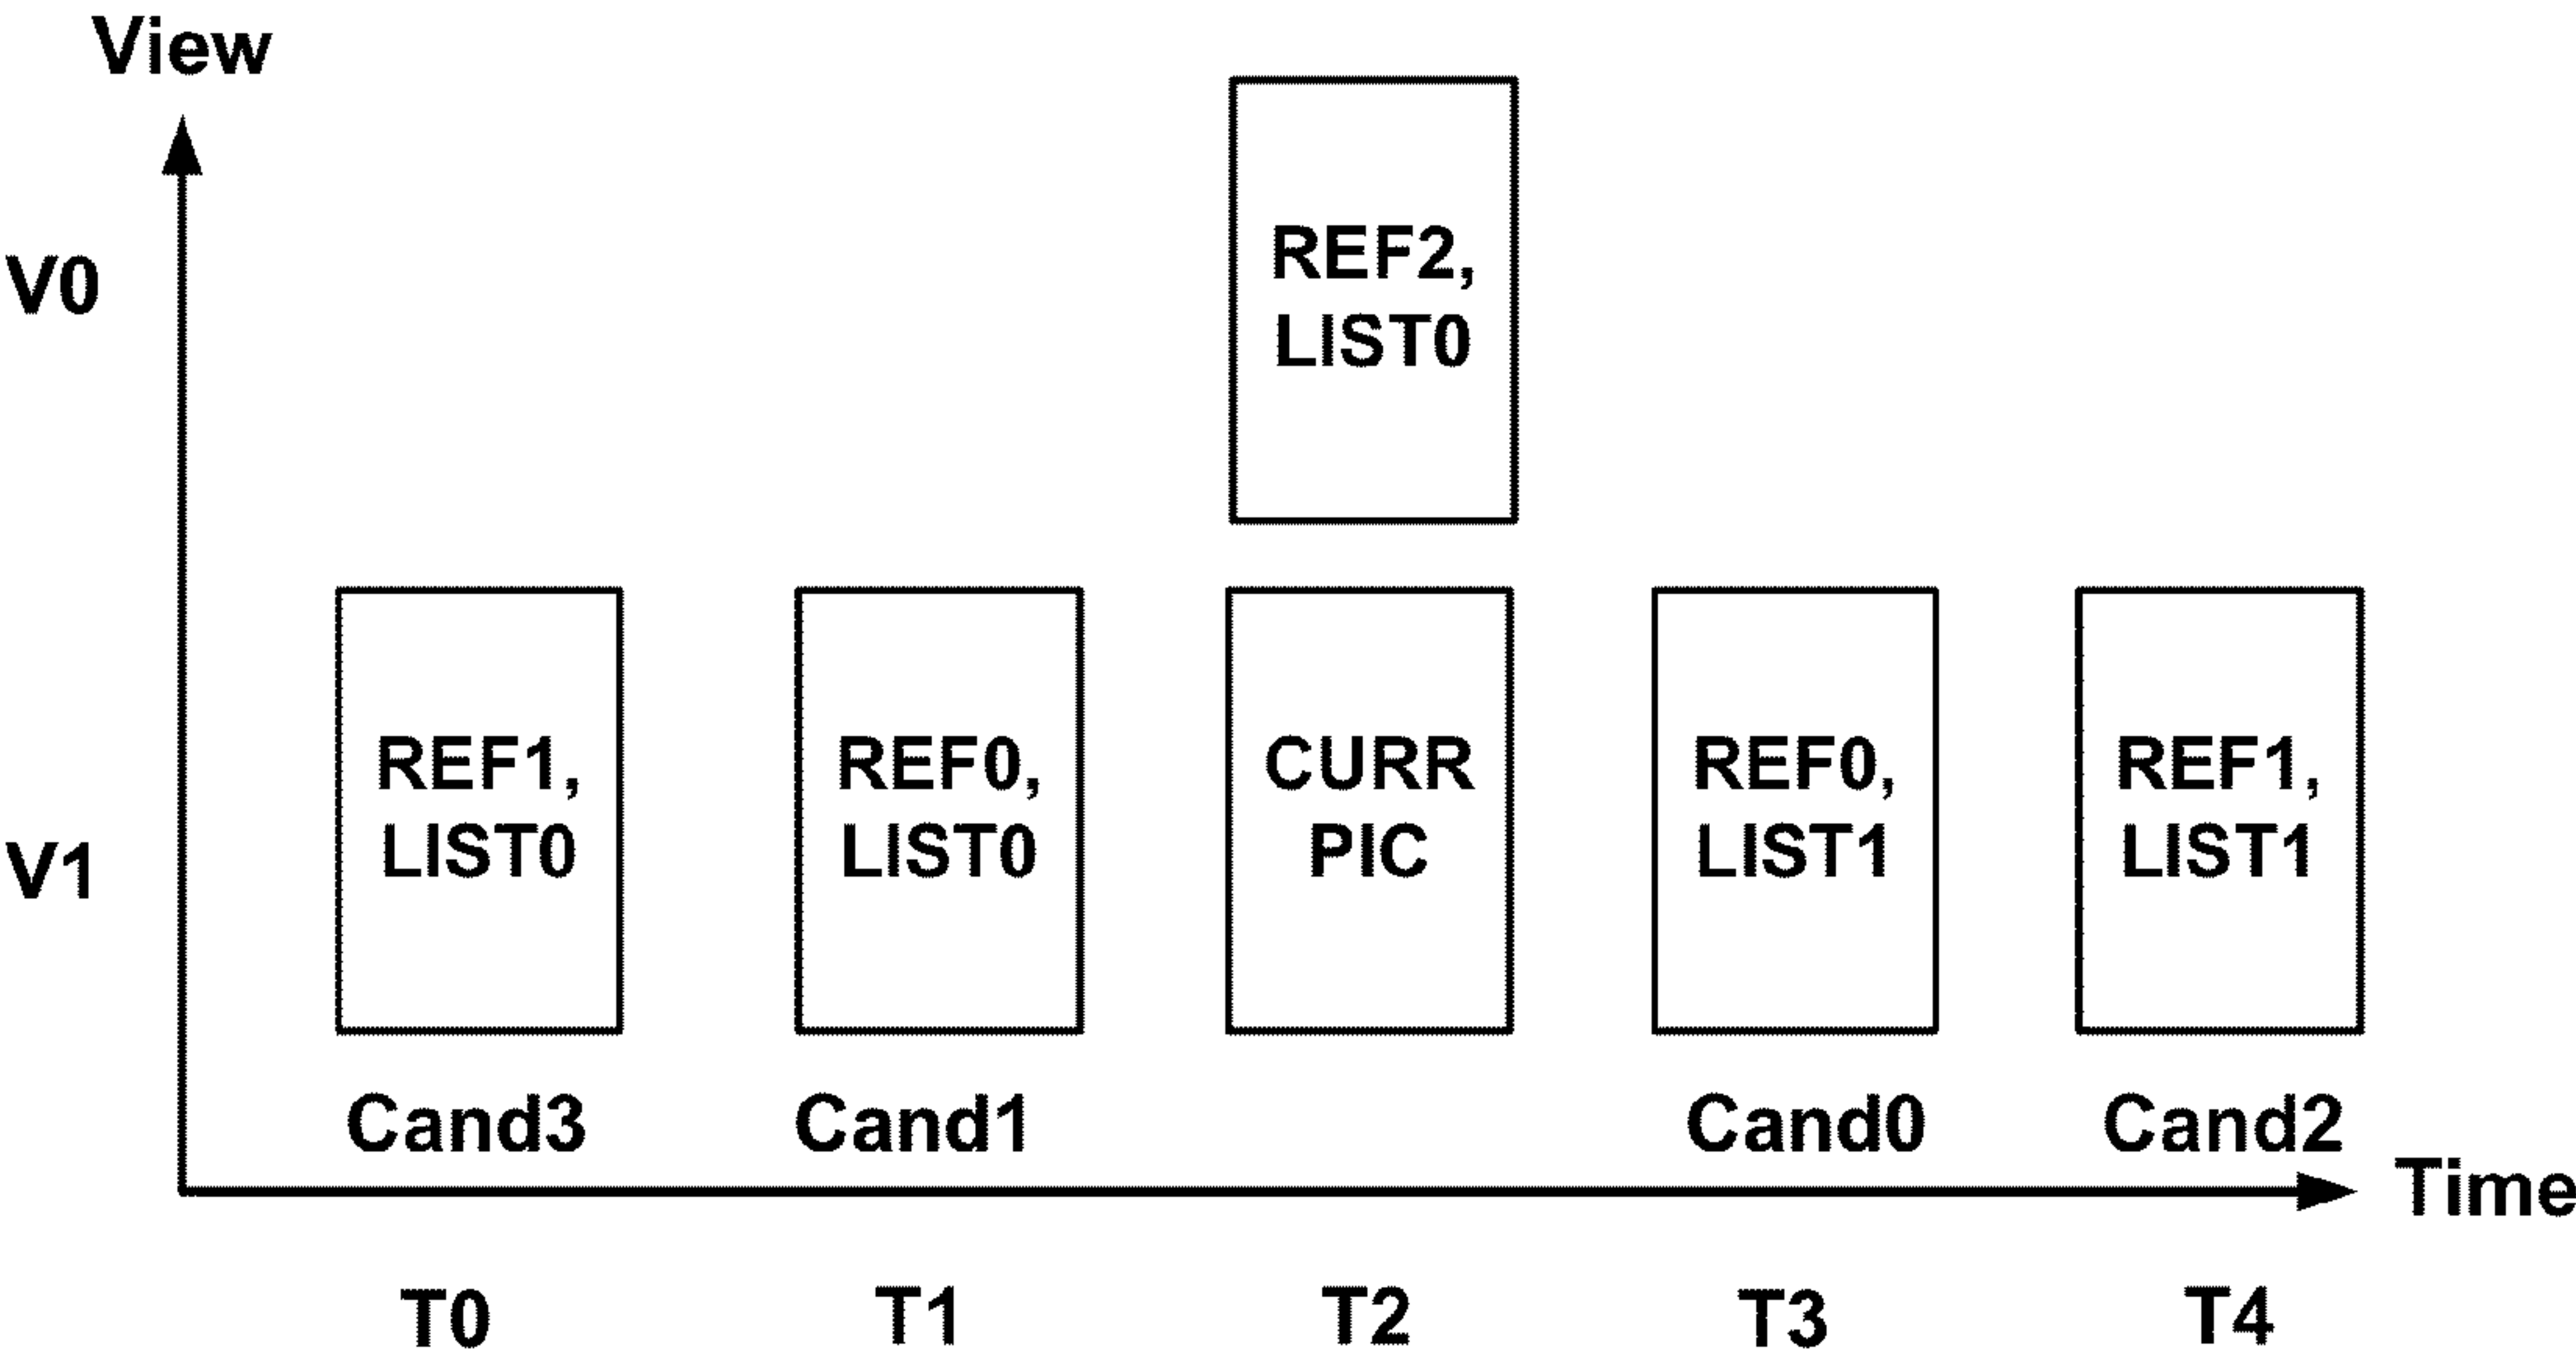 View
V0
REF2,
LIST0
V1
REF1,
LIST0
REF0,
LIST0
CURR
PIC
REF0,
LIST1
REF1,
LIST1
Cand3
Cand1
Cand0
Cand2
Time
T0
T1
T2
T3
T4